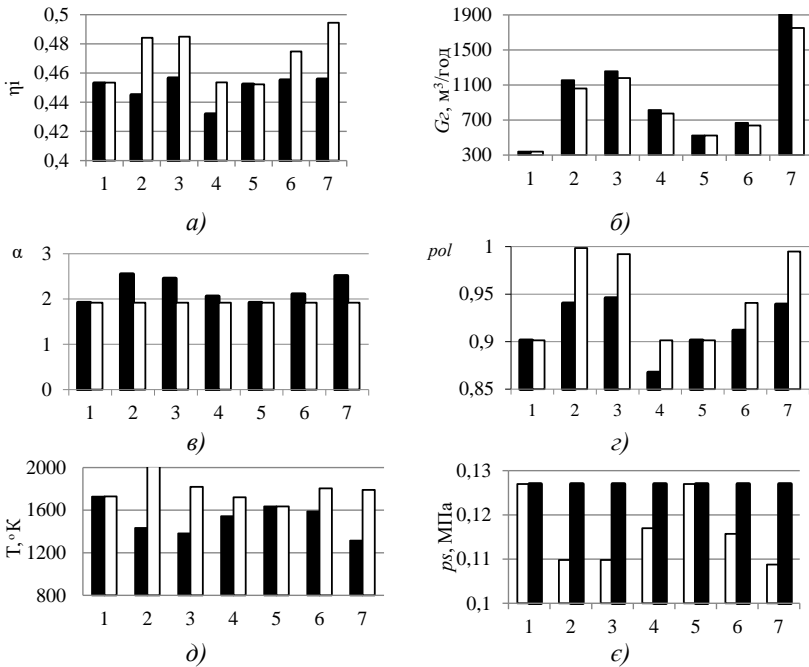 0,5
0,48
0,46
0,44
0,42
0,4
ηi
1 2 3 4 5 6 7
а)
1900
1500
1100
700
300
Gг, м³/год
1 2 3 4 5 6 7
б)
α
3
2
1
0
1 2 3 4 5 6 7
в)
pol
1
0,95
0,9
0,85
1 2 3 4 5 6 7
г)
2000
1600
1200
800
T,°K
1 2 3 4 5 6 7
д)
0,13
0,12
0,11
0,1
ps, МПа
1 2 3 4 5 6 7
є)